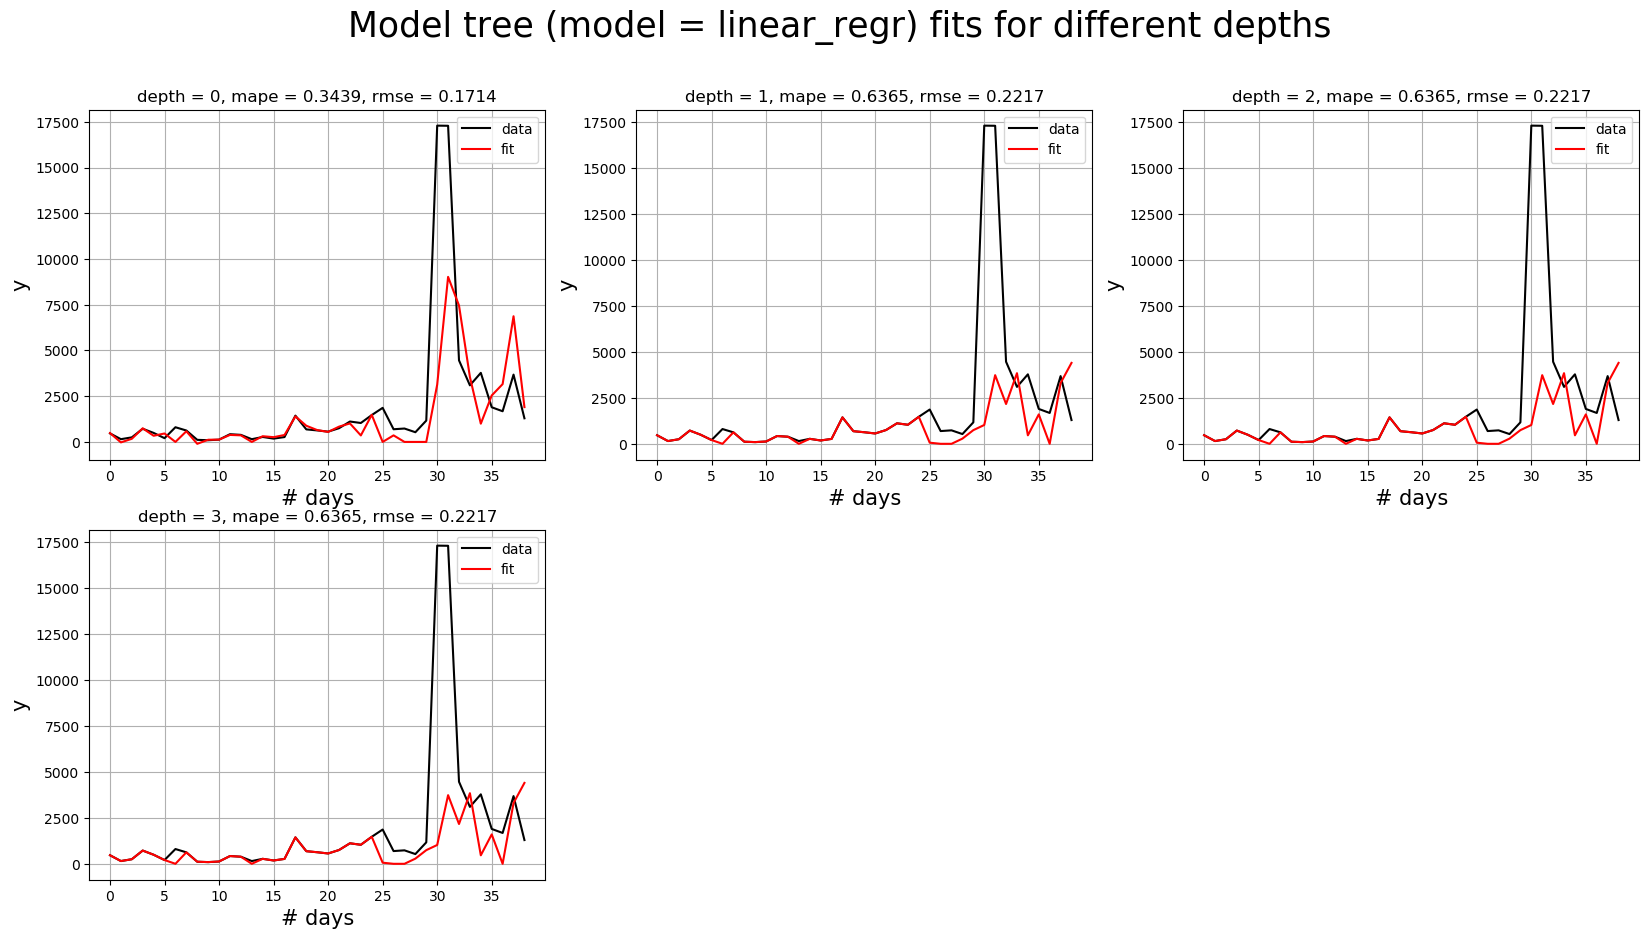 Model tree (model = linear_regr) fits for different depths
depth = 0, mape = 0.3439, rmse = 0.1714
17500
15000
12500
10000
7500
5000
2500
0
y
data
fit
0 5 10 15 20 25 30 35
# days
depth = 1, mape = 0.6365, rmse = 0.2217
17500
15000
12500
10000
7500
5000
2500
0
y
data
fit
0 5 10 15 20 25 30 35
# days
depth = 2, mape = 0.6365, rmse = 0.2217
17500
15000
12500
10000
7500
5000
2500
0
y
data
fit
0 5 10 15 20 25 30 35
# days
depth = 3, mape = 0.6365, rmse = 0.2217
17500
15000
12500
10000
7500
5000
2500
0
y
data
fit
0 5 10 15 20 25 30 35
# days